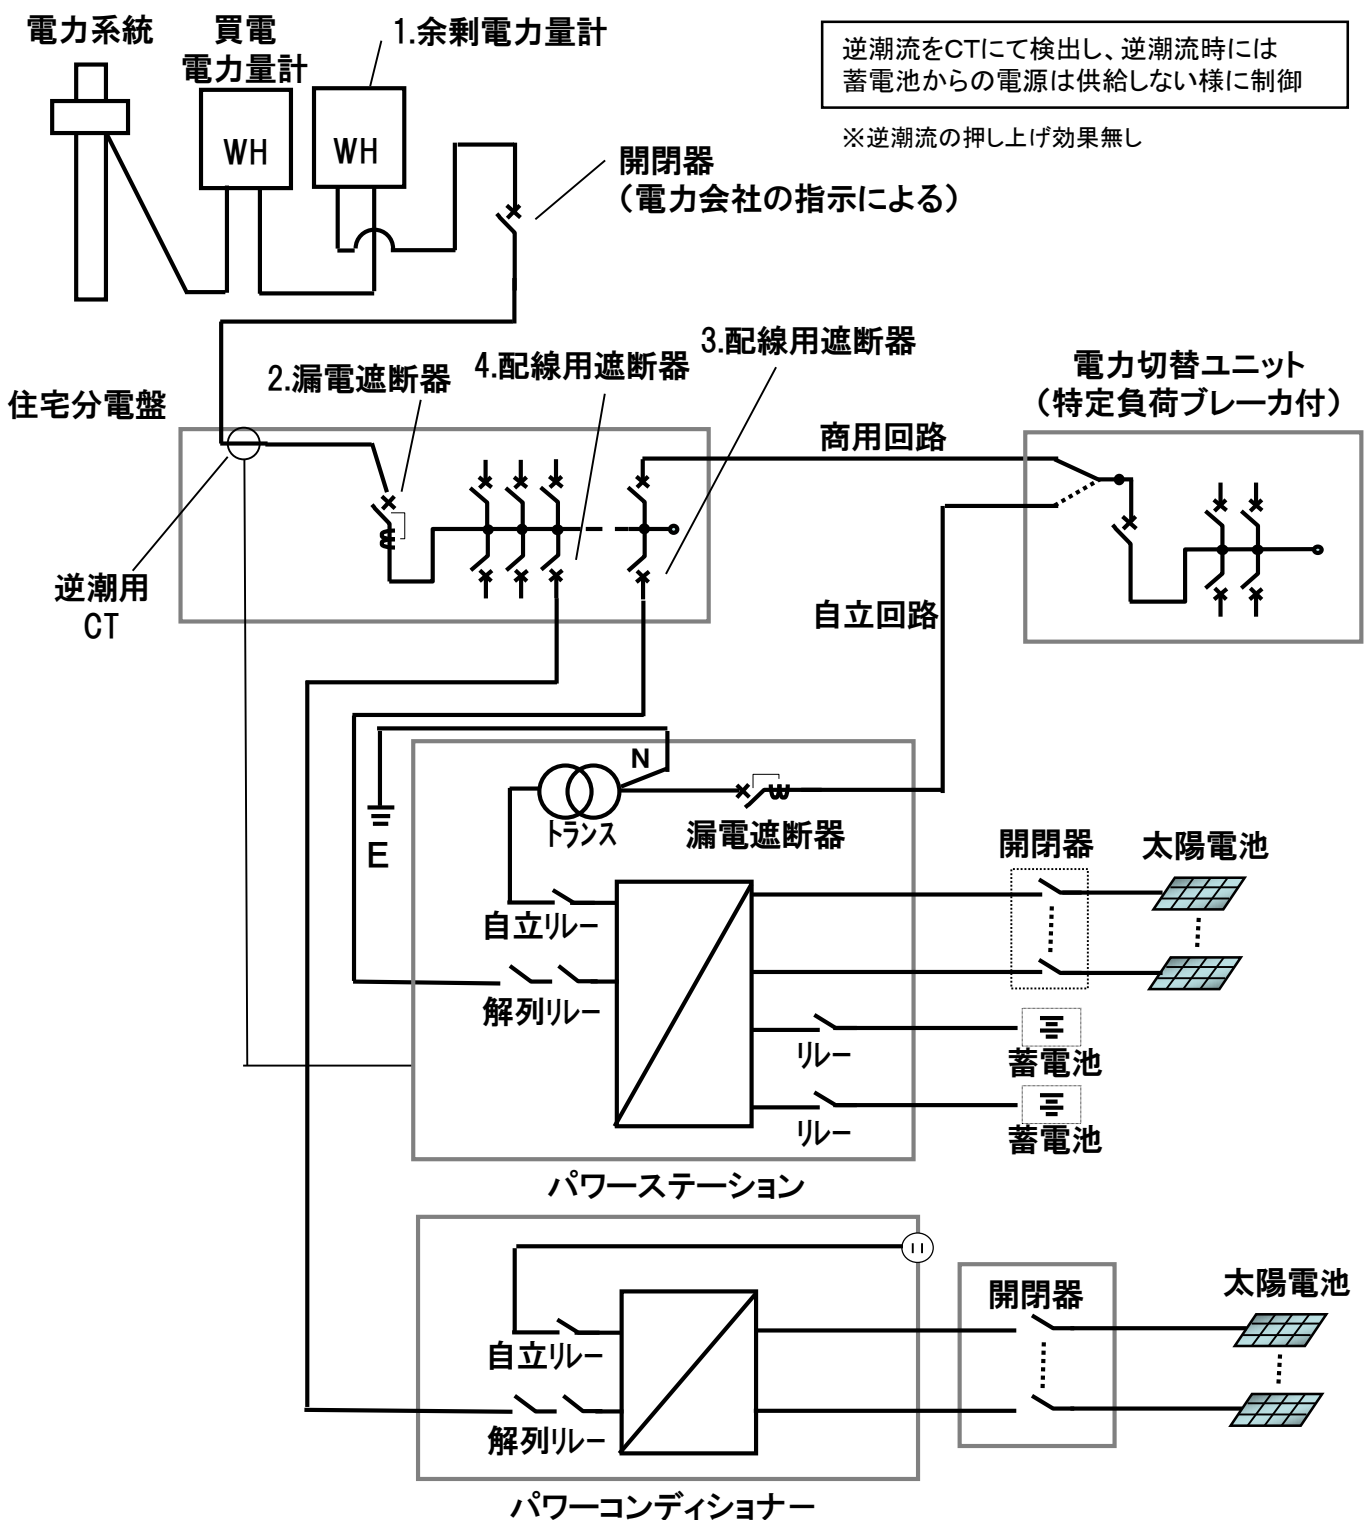 電力系統
買電
電力量計
1.余剰電力量計
逆潮流をCTにて検出し、逆潮流時には
蓄電池からの電源は供給しない様に制御
※逆潮流の押し上げ効果無し
WH
WH
開閉器
（電力会社の指示による）
住宅分電盤
2.漏電遮断器
4.配線用遮断器
3.配線用遮断器
電力切替ユニット
（特定負荷ブレーカ付）
商用回路
逆潮用
CT
自立回路
N
トランス
漏電遮断器
E
開閉器
太陽電池
自立リレー
解列リレー
リレー
蓄電池
リレー
蓄電池
パワーステーション
開閉器
太陽電池
自立リレー
解列リレー
パワーコンディショナー